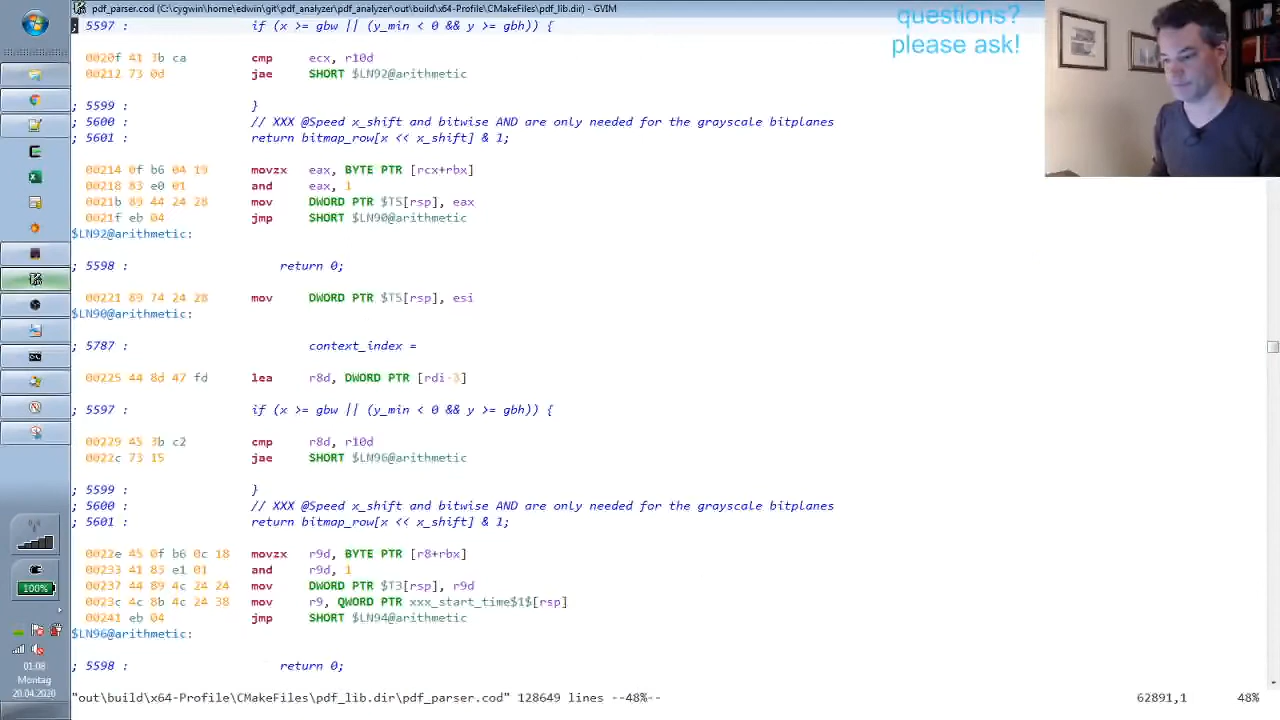 pdf_parser.cod (C:\cygwin\home\edwin\git\pdf_analyzer\pdf_analyzer\out\build\x64-Profile\CMakeFiles\pdf_lib.dir) - GVIM
questions?
please ask!
; 5597 : if (x >= gbw || (y_min < 0 && y >= gbh)) {
0020f 41 3b ca cmp ecx, r10d
00212 73 0d jae SHORT $LN92@arithmetic
; 5599 : }
; 5600 : // XXX @Speed x_shift and bitwise AND are only needed for the grayscale bitplanes
; 5601 : return bitmap_row[x << x_shift] & 1;
00214 0f b6 04 19 movzx eax, BYTE PTR [rcx+rbx]
00218 83 e0 01 and eax, 1
0021b 89 44 24 28 mov DWORD PTR $T5[rsp], eax
0021f eb 04 jmp SHORT $LN90@arithmetic
$LN92@arithmetic:
; 5598 : return 0;
00221 89 74 24 28 mov DWORD PTR $T5[rsp], esi
$LN90@arithmetic:
; 5787 : context_index =
00225 44 8d 47 fd lea r8d, DWORD PTR [rdi-3]
; 5597 : if (x >= gbw || (y_min < 0 && y >= gbh)) {
00229 45 3b c2 cmp r8d, r10d
0022c 73 15 jae SHORT $LN96@arithmetic
; 5599 : }
; 5600 : // XXX @Speed x_shift and bitwise AND are only needed for the grayscale bitplanes
; 5601 : return bitmap_row[x << x_shift] & 1;
0022e 45 0f b6 0c 18 movzx r9d, BYTE PTR [r8+rbx]
00233 41 83 e1 01 and r9d, 1
00237 44 89 4c 24 24 mov DWORD PTR $T3[rsp], r9d
0023c 4c 8b 4c 24 38 mov r9, QWORD PTR xxx_start_time$1$[rsp]
00241 eb 04 jmp SHORT $LN94@arithmetic
$LN96@arithmetic:
; 5598 : return 0;
"out\build\x64-Profile\CMakeFiles\pdf_lib.dir\pdf_parser.cod" 128649 lines --48%-- 62891,1 48%
100%
01:08
Montag
20.04.2020